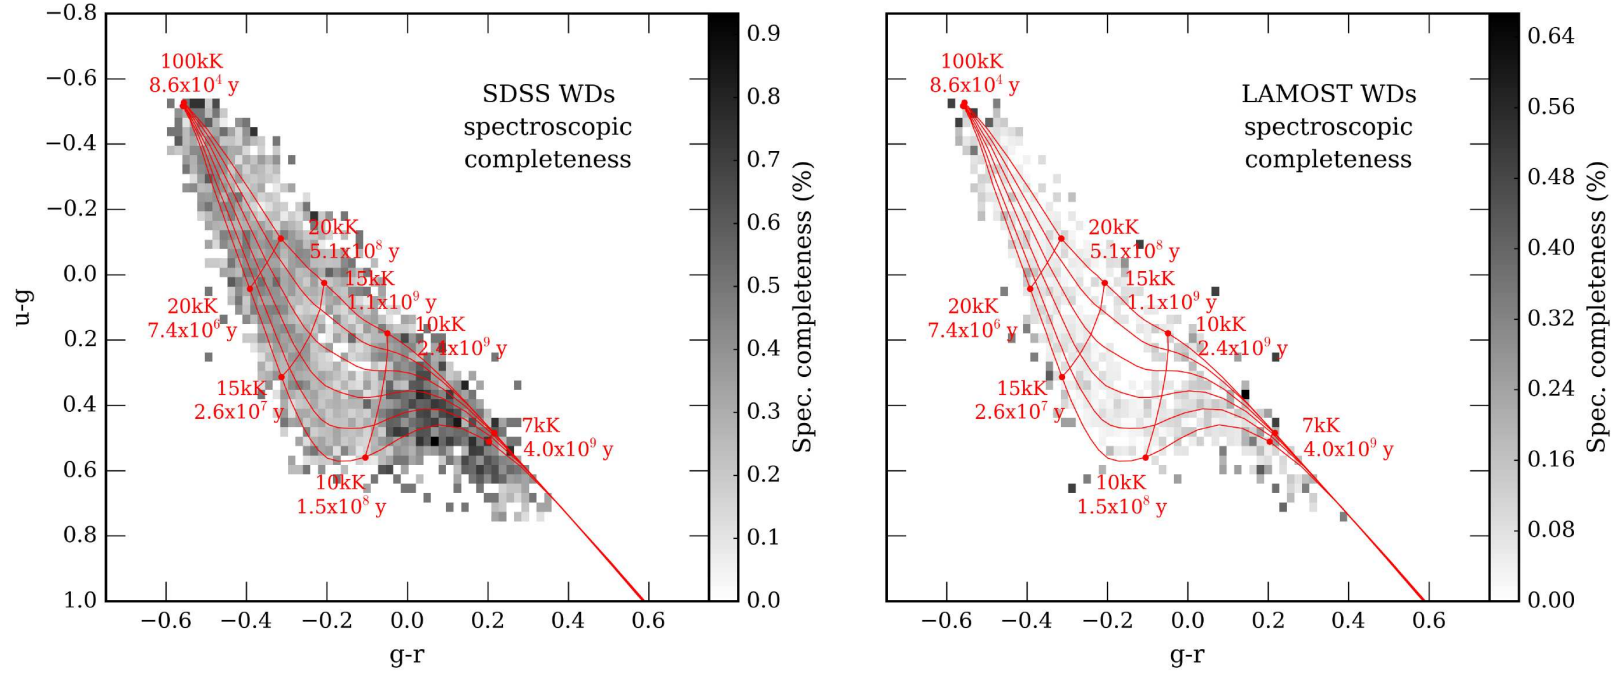 −0.8
−0.6
−0.4
−0.2
0.0
0.2
0.4
0.6
0.8
1.0
u-g
−0.6
−0.4
−0.2
0.0
0.2
0.4
0.6
g-r
SDSS WDs
spectroscopic
completeness
100kK
8.6x10⁴ y
20kK
5.1x10⁸ y
15kK
1.1x10⁹ y
10kK
2.4x10⁹ y
20kK
7.4x10⁶ y
15kK
2.6x10⁷ y
7kK
4.0x10⁹ y
10kK
1.5x10⁸ y
0.9
0.8
0.7
0.6
0.5
0.4
0.3
0.2
0.1
0.0
Spec. completeness (%)
LAMOST WDs
spectroscopic
completeness
100kK
8.6x10⁴ y
20kK
5.1x10⁸ y
15kK
1.1x10⁹ y
10kK
2.4x10⁹ y
20kK
7.4x10⁶ y
15kK
2.6x10⁷ y
7kK
4.0x10⁹ y
10kK
1.5x10⁸ y
−0.6
−0.4
−0.2
0.0
0.2
0.4
0.6
g-r
0.64
0.56
0.48
0.40
0.32
0.24
0.16
0.08
0.00
Spec. completeness (%)